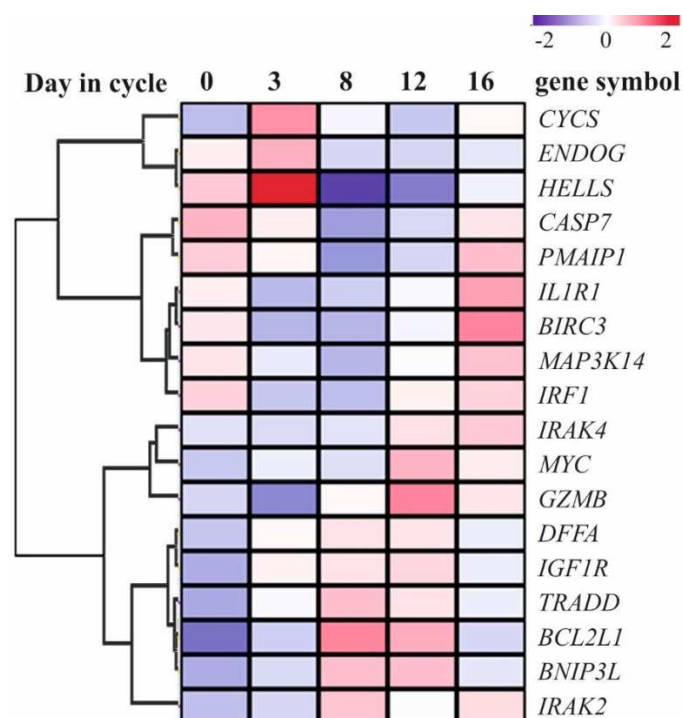 -2 0 2
Day in cycle 0 3 8 12 16 gene symbol
CYCS
ENDOG
HELLS
CASP7
PMAIP1
IL1R1
BIRC3
MAP3K14
IRF1
IRAK4
MYC
GZMB
DFFA
IGF1R
TRADD
BCL2L1
BNIP3L
IRAK2